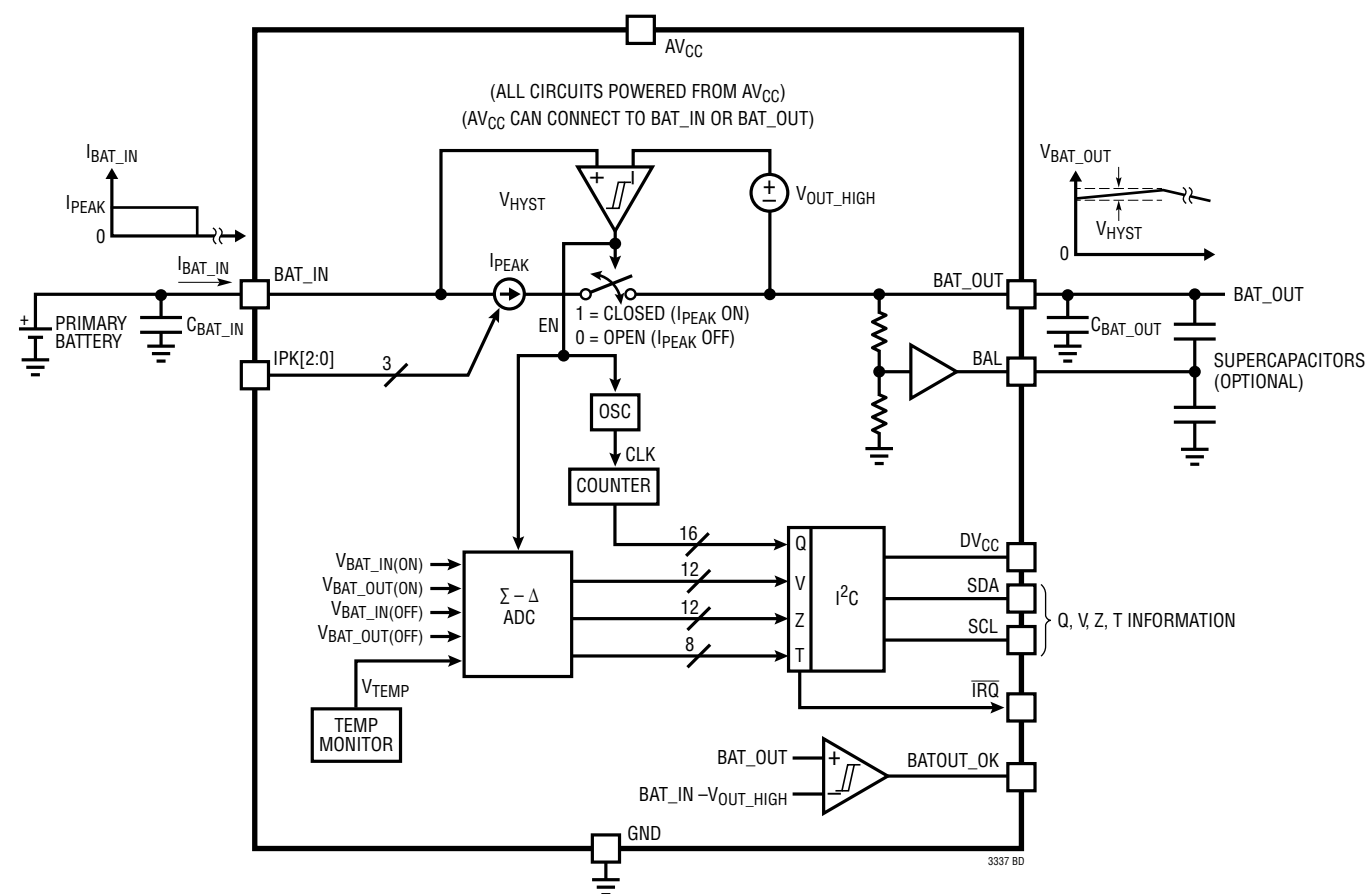 AVCC
(ALL CIRCUITS POWERED FROM AVCC)
(AVCC CAN CONNECT TO BAT_IN OR BAT_OUT)
IBAT_IN
IPEAK
0
IBAT_IN
BAT_IN
+
PRIMARY
BATTERY
CBAT_IN
IPK[2:0]
3
VHYST
+
–
+
–
VOUT_HIGH
IPEAK
EN
1 = CLOSED (IPEAK ON)
0 = OPEN (IPEAK OFF)
VBAT_OUT
VHYST
0
BAT_OUT
BAT_OUT
CBAT_OUT
BAL
SUPERCAPACITORS
(OPTIONAL)
OSC
CLK
COUNTER
16
12
12
8
Q
V
Z
T
I2C
VBAT_IN(ON)
VBAT_OUT(ON)
VBAT_IN(OFF)
VBAT_OUT(OFF)
Σ – Δ
ADC
VTEMP
TEMP
MONITOR
DVCC
SDA
SCL
Q, V, Z, T INFORMATION
IRQ
BAT_OUT
BAT_IN –VOUT_HIGH
+
–
BATOUT_OK
GND
3337 BD